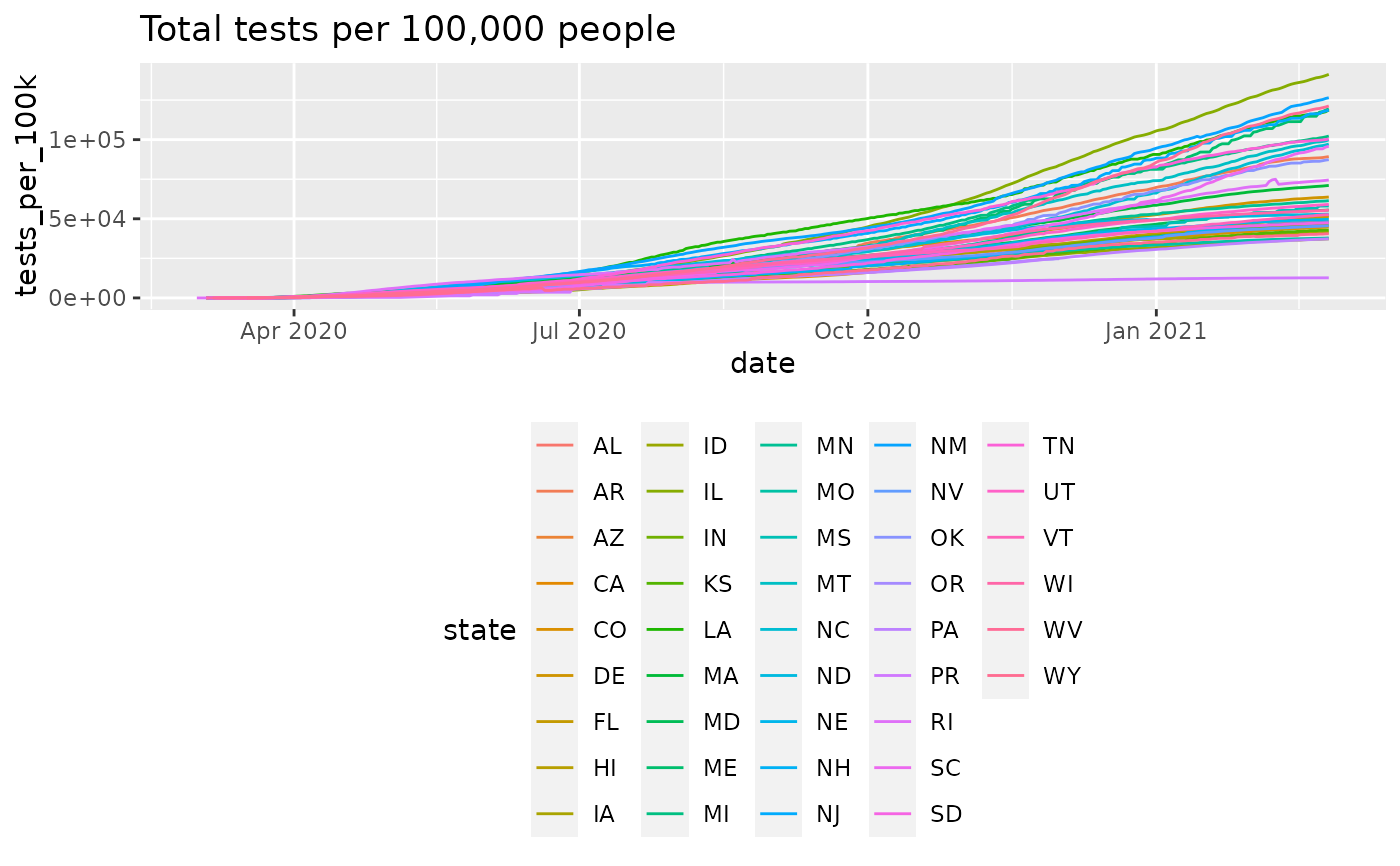 Total tests per 100,000 people
tests_per_100k
1e+05
5e+04
0e+00
Apr 2020 Jul 2020 Oct 2020 Jan 2021
date
state
AL ID MN NM TN
AR IL MO NV UT
AZ IN MS OK VT
CA KS MT OR WI
CO LA NC PA WV
DE MA ND PR WY
FL MD NE RI
HI ME NH SC
IA MI NJ SD